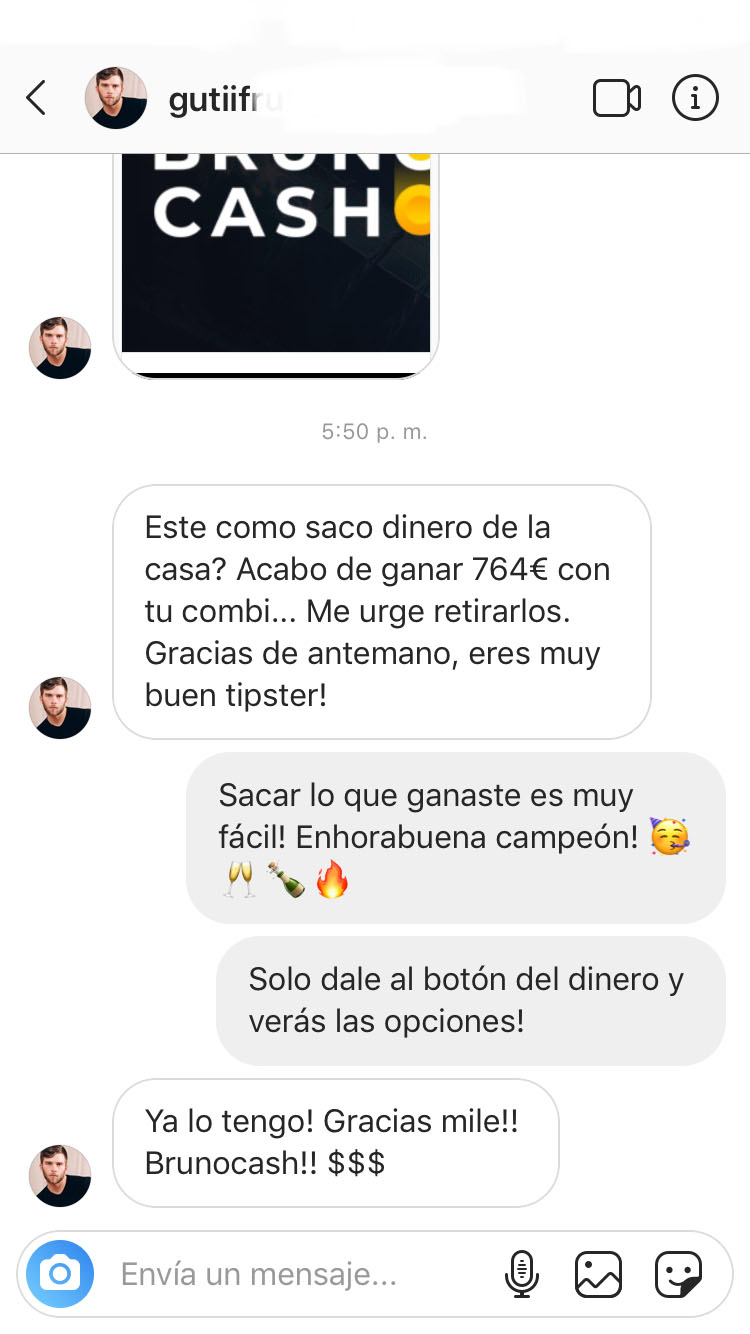 gutiifru
BRUNO
CASH
5:50 p. m.
Este como saco dinero de la
casa? Acabo de ganar 764€ con
tu combi... Me urge retirarlos.
Gracias de antemano, eres muy
buen tipster!
Sacar lo que ganaste es muy
fácil! Enhorabuena campeón! 🥳
🥂 🍾 🔥
Solo dale al botón del dinero y
verás las opciones!
Ya lo tengo! Gracias mile!!
Brunocash!! $$$
Envía un mensaje...